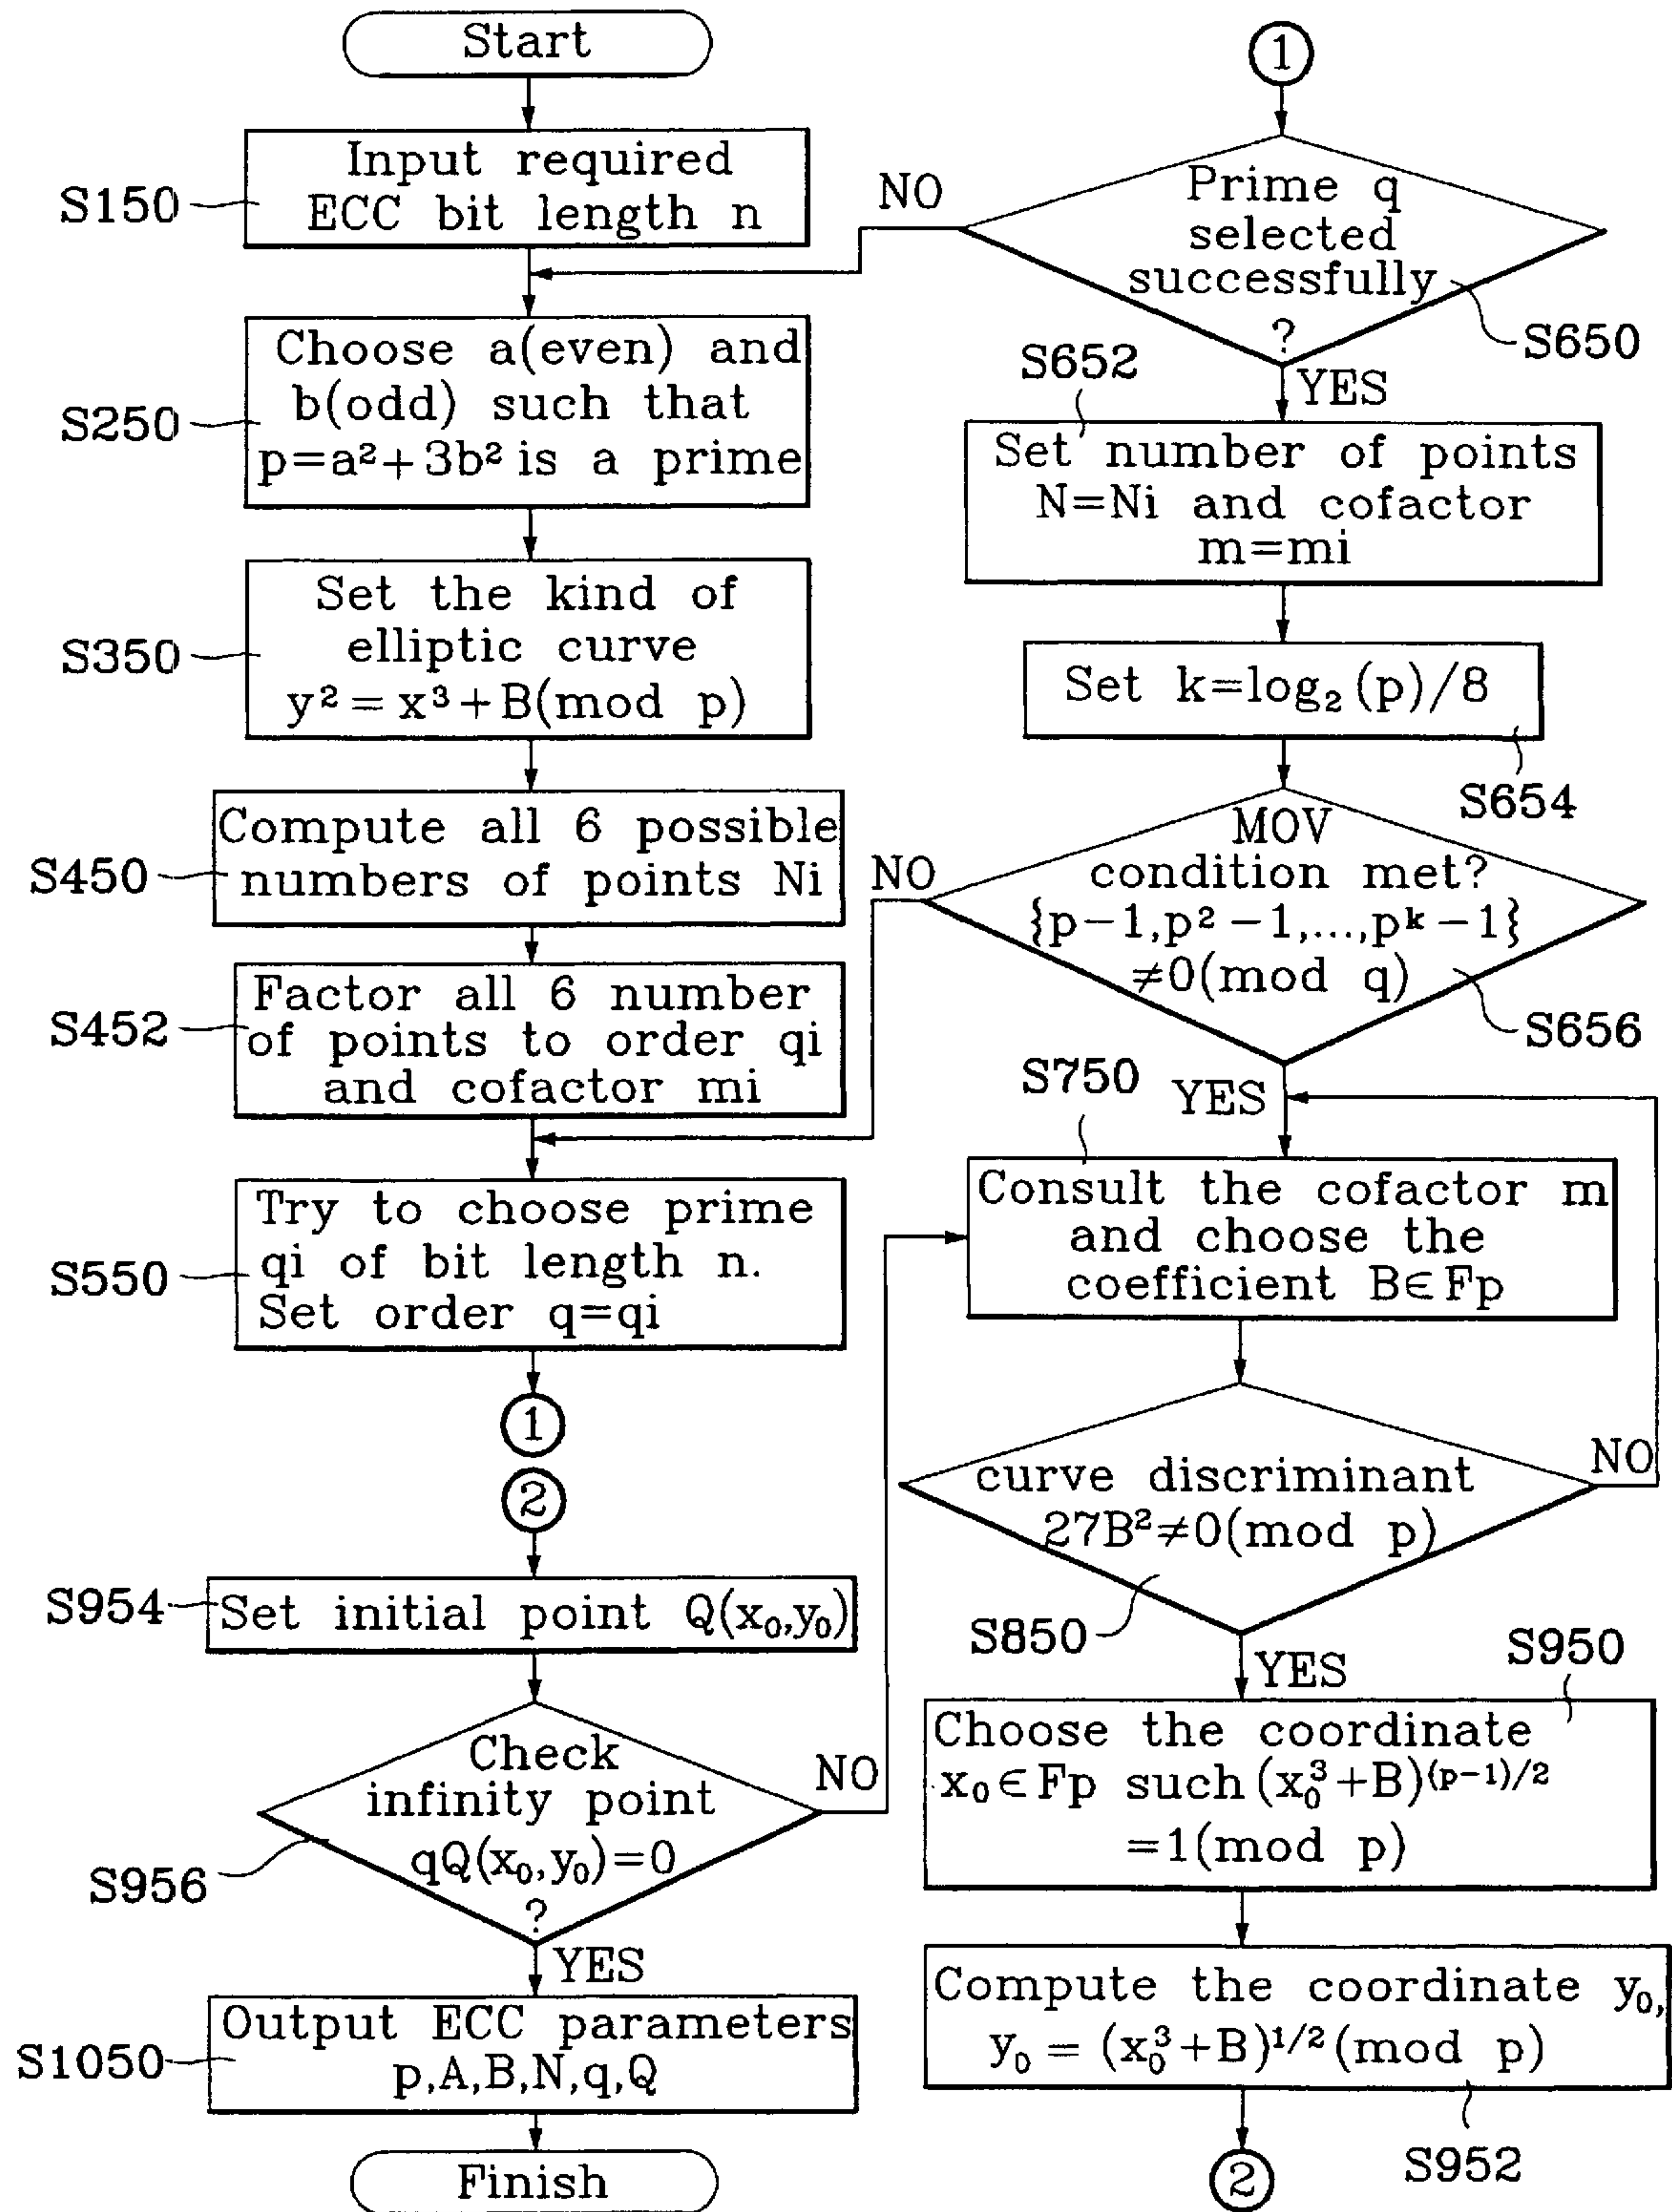 Start
S150
Input required
ECC bit length n
S250
Choose a(even) and
b(odd) such that
p=a²+3b² is a prime
S350
Set the kind of
elliptic curve
y²=x³+B(mod p)
S450
Compute all 6 possible
numbers of points Ni
S452
Factor all 6 number
of points to order qi
and cofactor mi
S550
Try to choose prime
qi of bit length n.
Set order q=qi
1
2
S954
Set initial point Q(x₀,y₀)
S956
Check
infinity point
qQ(x₀,y₀)=0
?
NO
YES
S1050
Output ECC parameters
p,A,B,N,q,Q
Finish
1
Prime q
selected
successfully
?
NO
S650
YES
S652
Set number of points
N=Ni and cofactor
m=mi
Set k=log₂(p)/8
S654
MOV
condition met?
{p-1,p²-1,...,pᵏ-1}
≠0(mod q)
NO
S656
YES
S750
Consult the cofactor m
and choose the
coefficient B∈Fp
curve discriminant
27B²≠0(mod p)
NO
S850
YES
S950
Choose the coordinate
x₀∈Fp such (x₀³+B)^(p-1)/2
=1(mod p)
Compute the coordinate y₀,
y₀=(x₀³+B)^1/2(mod p)
S952
2